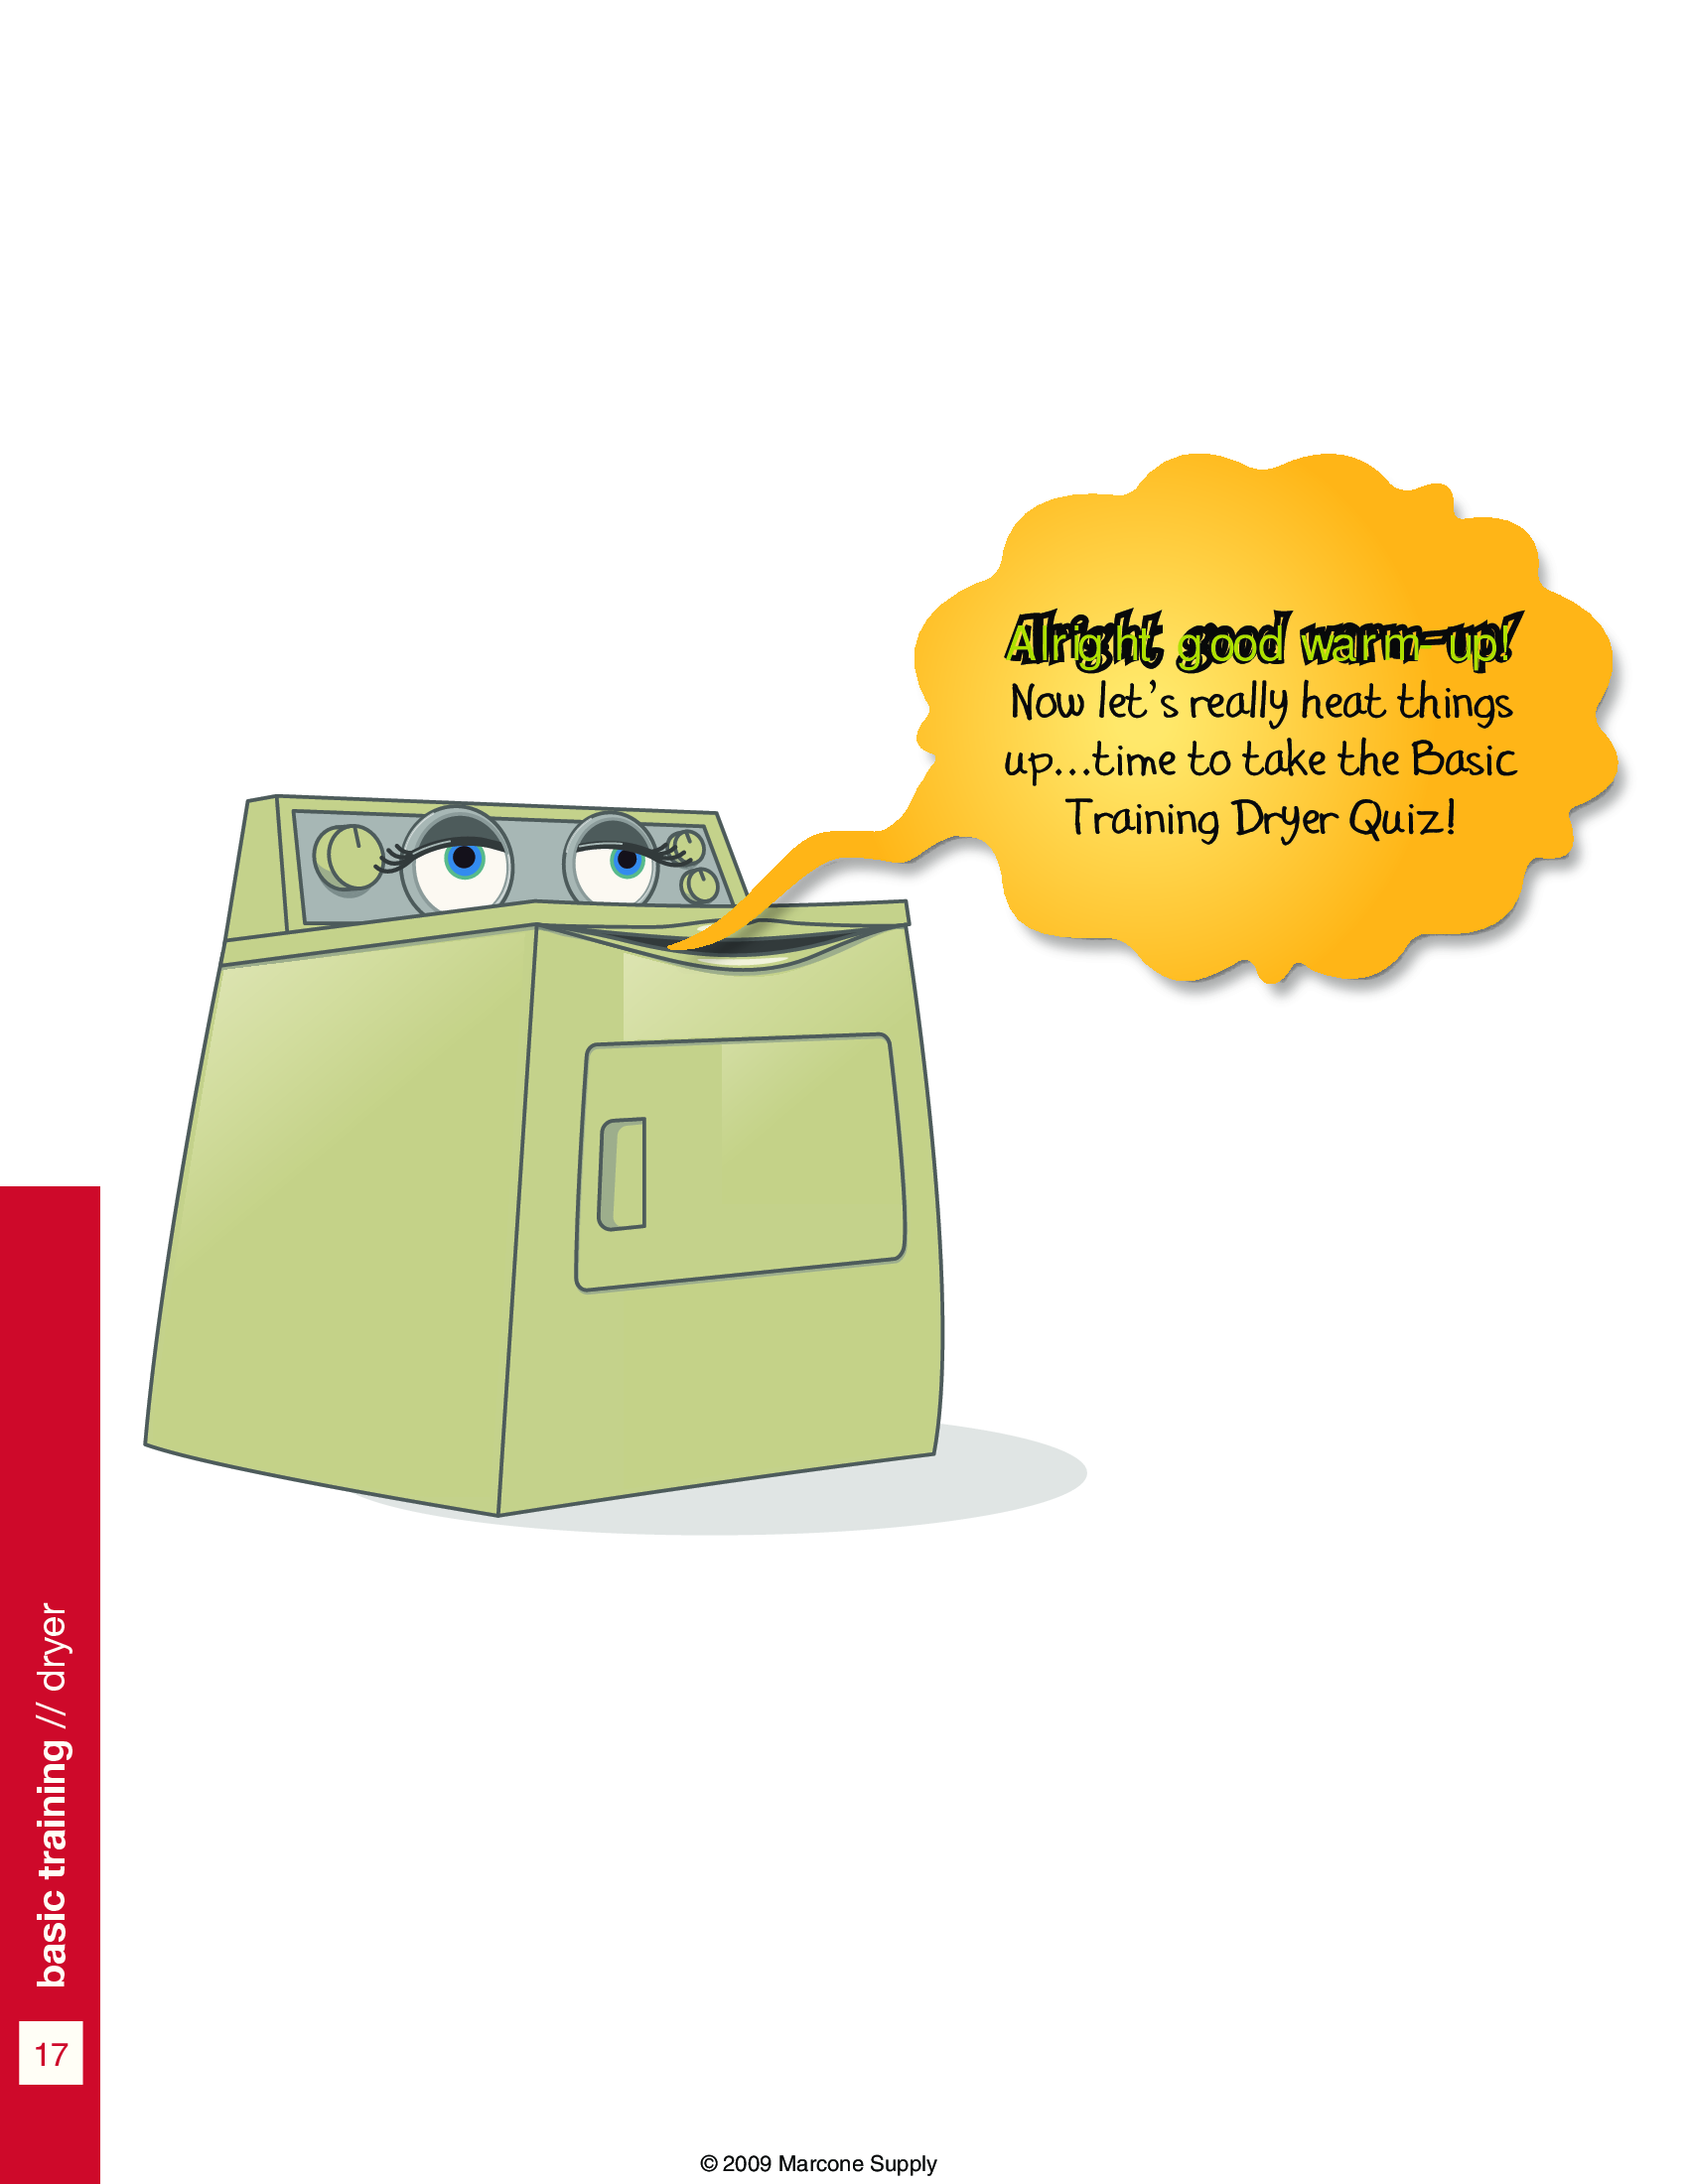 Alright good warm-up!
Now let's really heat things
up...time to take the Basic
Training Dryer Quiz!
basic training // dryer
17
© 2009 Marcone Supply